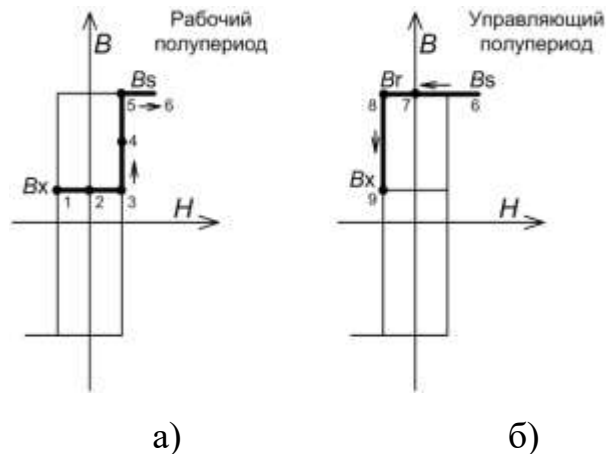 Рабочий
полупериод
B
Bs
5 → 6
4
Bx
1 2 3
H
а)
Управляющий
полупериод
B
Br Bs
8 7 6
Bx
9
H
б)